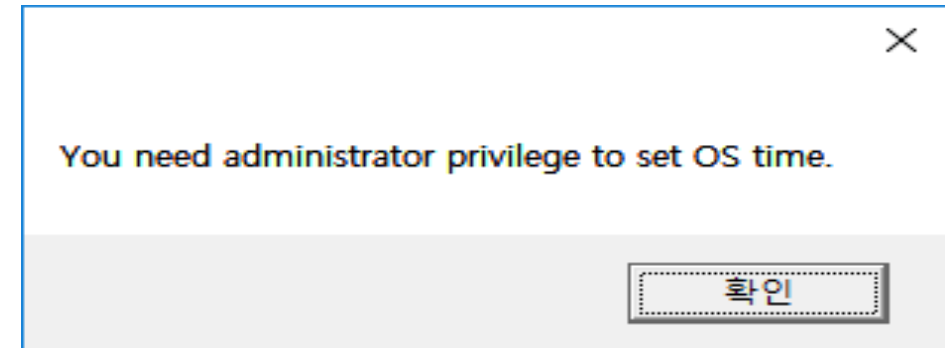 You need administrator privilege to set OS time.
확인